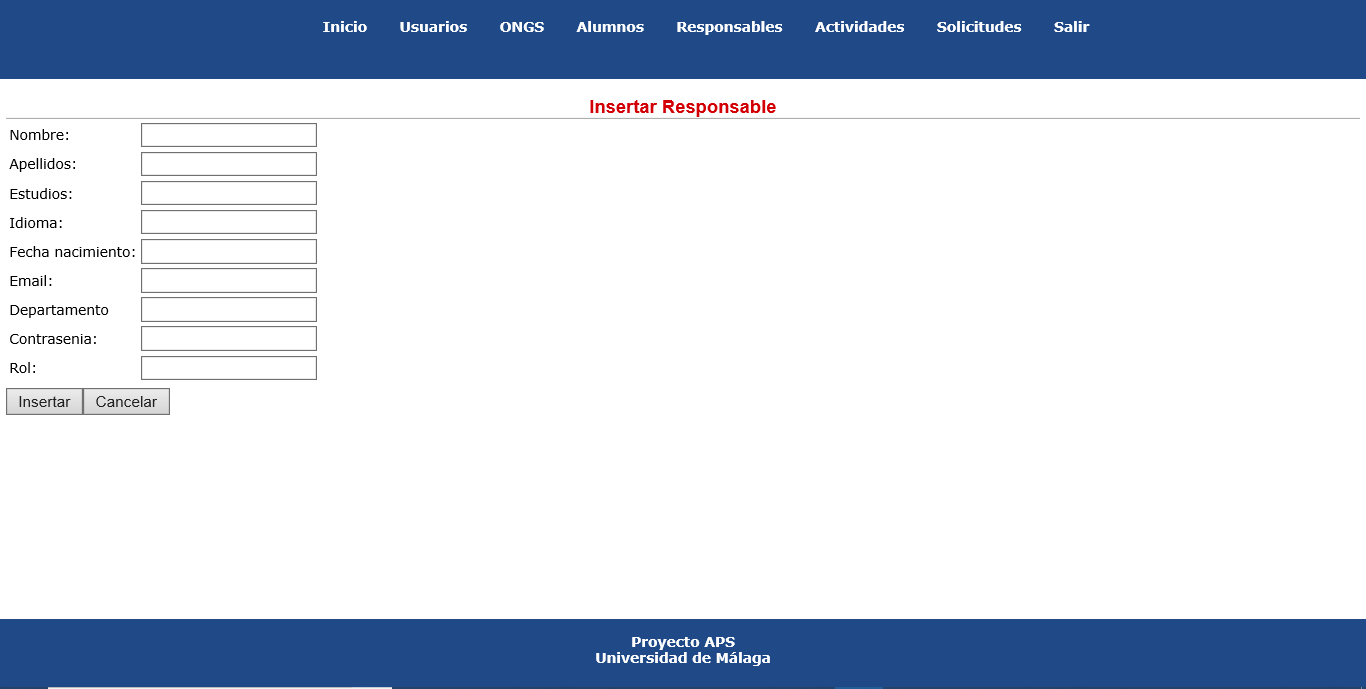 Inicio Usuarios ONGS Alumnos Responsables Actividades Solicitudes Salir
Insertar Responsable
Nombre:
Apellidos:
Estudios:
Idioma:
Fecha nacimiento:
Email:
Departamento
Contrasenia:
Rol:
Insertar Cancelar
Proyecto APS
Universidad de Málaga